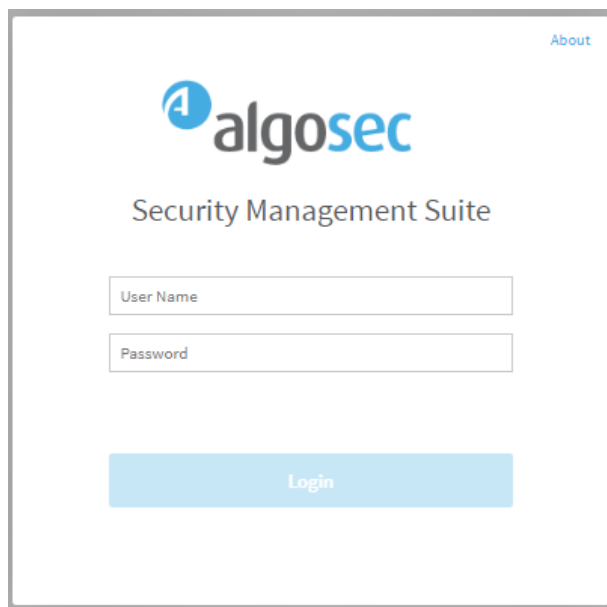 About
algosec
Security Management Suite
User Name
Password
Login